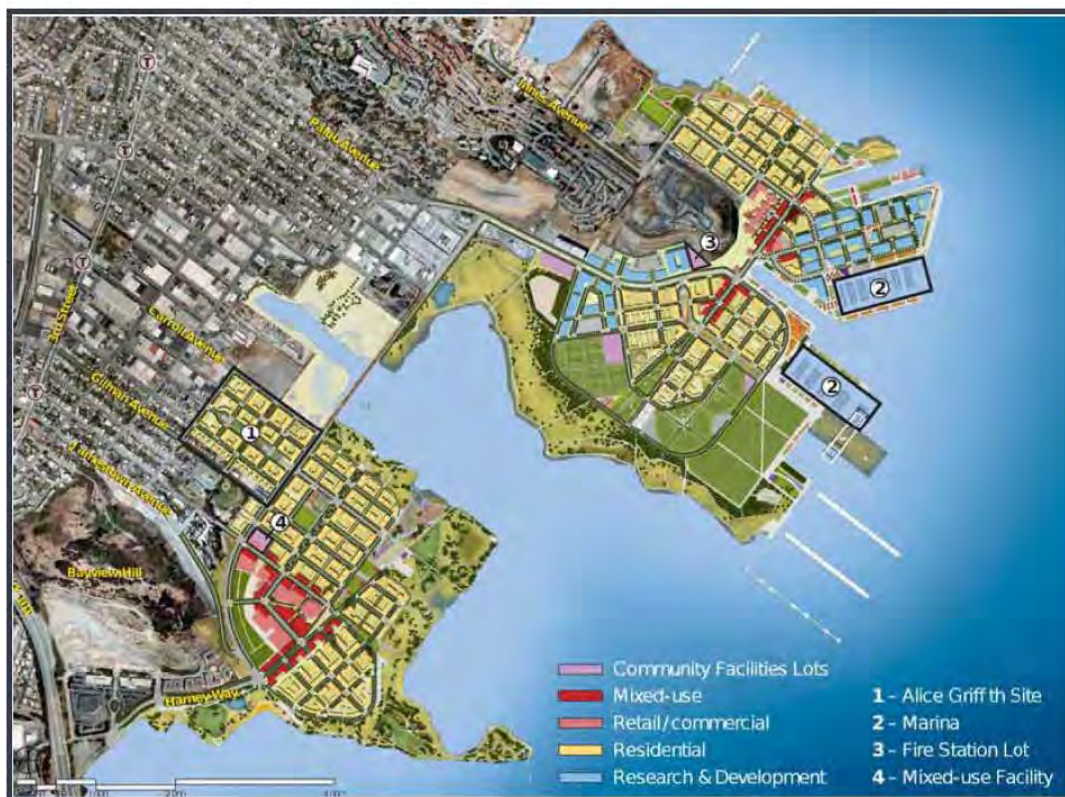 Innes Avenue
Palou Avenue
3rd Street
Carroll Avenue
Gilman Avenue
Jamestown Avenue
Bayview Hill
Harney Way
T
T
T
T
1
2
2
3
4
Community Facilities Lots
Mixed-use
Retail/commercial
Residential
Research & Development
1 - Alice Griffith Site
2 - Marina
3 - Fire Station Lot
4 - Mixed-use Facility